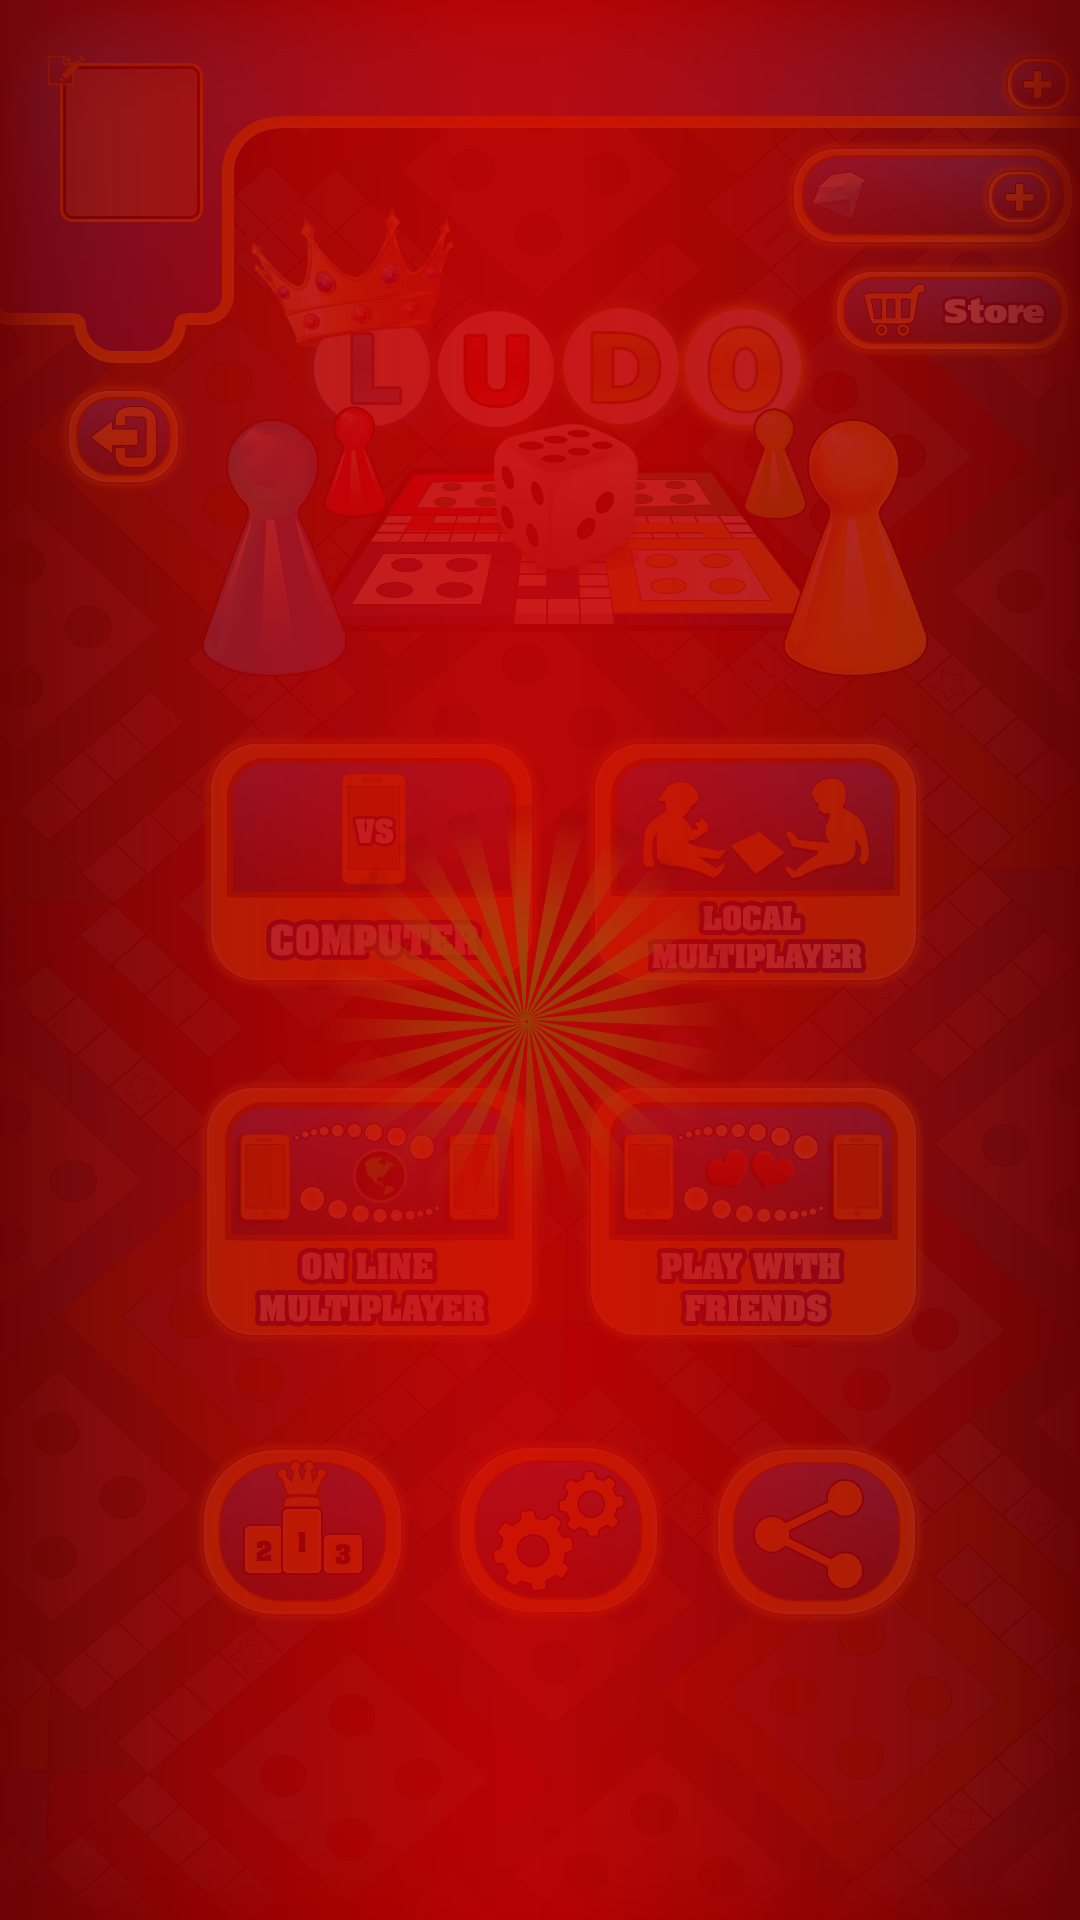 Store
LUDO
VS
COMPUTER
LOCAL
MULTIPLAYER
ON LINE
MULTIPLAYER
PLAY WITH
FRIENDS
2 1 3